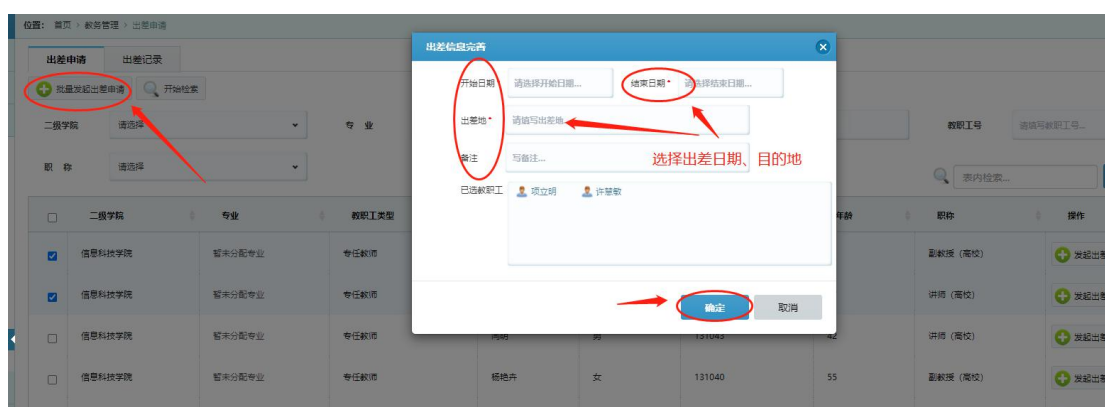 位置： 首页 > 教务管理 > 出差申请
出差申请 出差记录
批量发起出差申请 开始检索
二级学院 请选择 专 业 教职工号 请填写教职工号...
职 称 请选择 表内检索...
二级学院 专业 教职工类型 年龄 职称 操作
信息科技学院 暂未分配专业 专任教师 副教授（高校） 发起出差
信息科技学院 暂未分配专业 专任教师 讲师（高校） 发起出差
信息科技学院 暂未分配专业 专任教师 男 131043 42 讲师（高校） 发起出差
信息科技学院 暂未分配专业 专任教师 杨艳卉 女 131040 55 副教授（高校） 发起出差
出差信息完善
开始日期 请选择开始日期... 结束日期* 请选择结束日期...
出差地* 请填写出差地...
备注 写备注...
选择出差日期、目的地
已选教职工 项立明 许慧敏
确定 取消